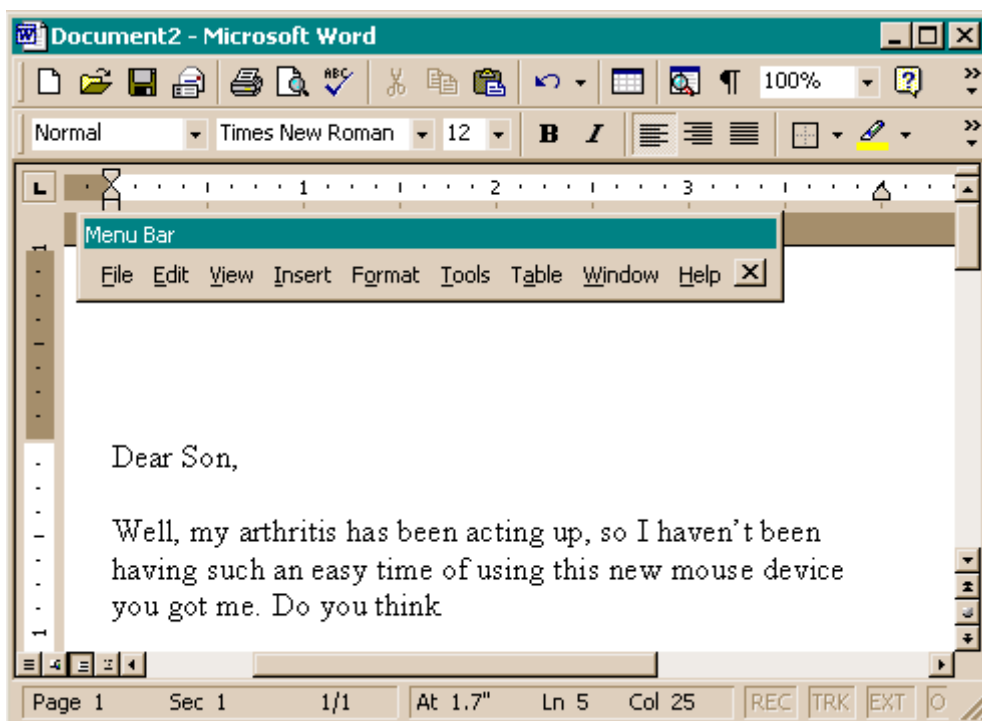 Document2 - Microsoft Word
ABC 100%
Normal Times New Roman 12 B I
L 1 2 3
Menu Bar
File Edit View Insert Format Tools Table Window Help
1
Dear Son,
Well, my arthritis has been acting up, so I haven't been
having such an easy time of using this new mouse device
you got me. Do you think
1
Page 1 Sec 1 1/1 At 1.7" Ln 5 Col 25 REC TRK EXT O